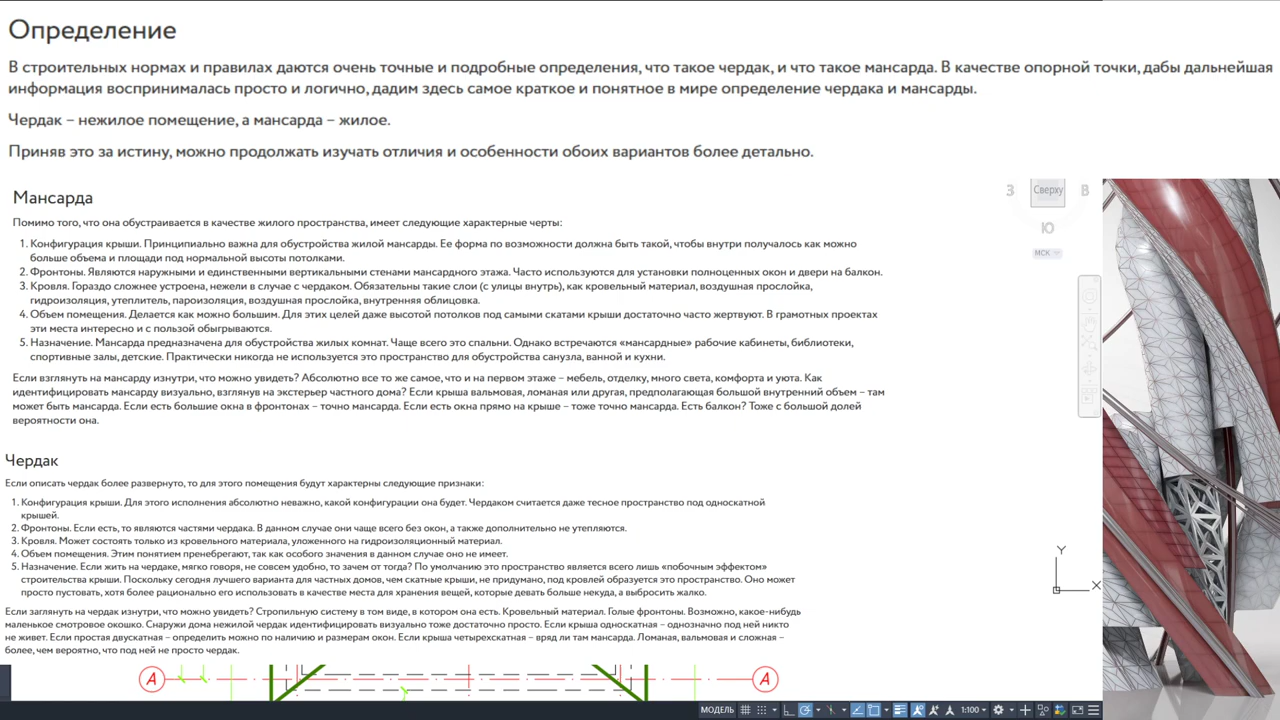 Определение
В строительных нормах и правилах даются очень точные и подробные определения, что такое чердак, и что такое мансарда. В качестве опорной точки, дабы дальнейшая
информация воспринималась просто и логично, дадим здесь самое краткое и понятное в мире определение чердака и мансарды.
Чердак – нежилое помещение, а мансарда – жилое.
Приняв это за истину, можно продолжать изучать отличия и особенности обоих вариантов более детально.
Мансарда
Помимо того, что она обустраивается в качестве жилого пространства, имеет следующие характерные черты:
1. Конфигурация крыши. Принципиально важна для обустройства жилой мансарды. Ее форма по возможности должна быть такой, чтобы внутри получалось как можно
больше объема и площади под нормальной высоты потолками.
2. Фронтоны. Являются наружными и единственными вертикальными стенами мансардного этажа. Часто используются для установки полноценных окон и двери на балкон.
3. Кровля. Гораздо сложнее устроена, нежели в случае с чердаком. Обязательны такие слои (с улицы внутрь), как кровельный материал, воздушная прослойка,
гидроизоляция, утеплитель, пароизоляция, воздушная прослойка, внутренняя облицовка.
4. Объем помещения. Делается как можно большим. Для этих целей даже высотой потолков под самыми скатами крыши достаточно часто жертвуют. В грамотных проектах
эти места интересно и с пользой обыгрываются.
5. Назначение. Мансарда предназначена для обустройства жилых комнат. Чаще всего это спальни. Однако встречаются «мансардные» рабочие кабинеты, библиотеки,
спортивные залы, детские. Практически никогда не используется это пространство для обустройства санузла, ванной и кухни.
Если взглянуть на мансарду изнутри, что можно увидеть? Абсолютно все то же самое, что и на первом этаже – мебель, отделку, много света, комфорта и уюта. Как
идентифицировать мансарду визуально, взглянув на экстерьер частного дома? Если крыша вальмовая, ломаная или другая, предполагающая большой внутренний объем – там
может быть мансарда. Если есть большие окна в фронтонах – точно мансарда. Если есть окна прямо на крыше – тоже точно мансарда. Есть балкон? Тоже с большой долей
вероятности она.
Чердак
Если описать чердак более развернуто, то для этого помещения будут характерны следующие признаки:
1. Конфигурация крыши. Для этого исполнения абсолютно неважно, какой конфигурации она будет. Чердаком считается даже тесное пространство под односкатной
крышей.
2. Фронтоны. Если есть, то являются частями чердака. В данном случае они чаще всего без окон, а также дополнительно не утепляются.
3. Кровля. Может состоять только из кровельного материала, уложенного на гидроизоляционный материал.
4. Объем помещения. Этим понятием пренебрегают, так как особого значения в данном случае оно не имеет.
5. Назначение. Если жить на чердаке, мягко говоря, не совсем удобно, то зачем от тогда? По умолчанию это пространство является всего лишь «побочным эффектом»
строительства крыши. Поскольку сегодня лучшего варианта для частных домов, чем скатные крыши, не придумано, под кровлей образуется это пространство. Оно может
просто пустовать, хотя более рационально его использовать в качестве места для хранения вещей, которые девать больше некуда, а выбросить жалко.
Если заглянуть на чердак изнутри, что можно увидеть? Стропильную систему в том виде, в котором она есть. Кровельный материал. Голые фронтоны. Возможно, какое-нибудь
маленькое смотровое окошко. Снаружи дома нежилой чердак идентифицировать визуально тоже достаточно просто. Если крыша односкатная – однозначно под ней никто
не живет. Если простая двускатная – определить можно по наличию и размерам окон. Если крыша четырехскатная – вряд ли там мансарда. Ломаная, вальмовая и сложная –
более, чем вероятно, что под ней не просто чердак.
З Сверху В
Ю
МСК
Y
X
А А
МОДЕЛЬ 1:100